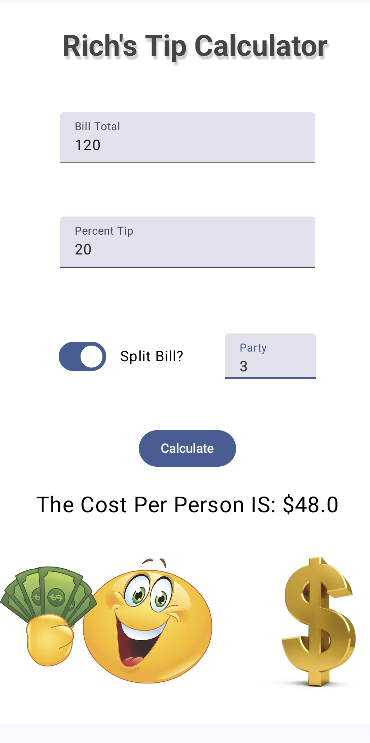 Rich's Tip Calculator
Bill Total
120
Percent Tip
20
Split Bill?
Party
3
Calculate
The Cost Per Person IS: $48.0
$